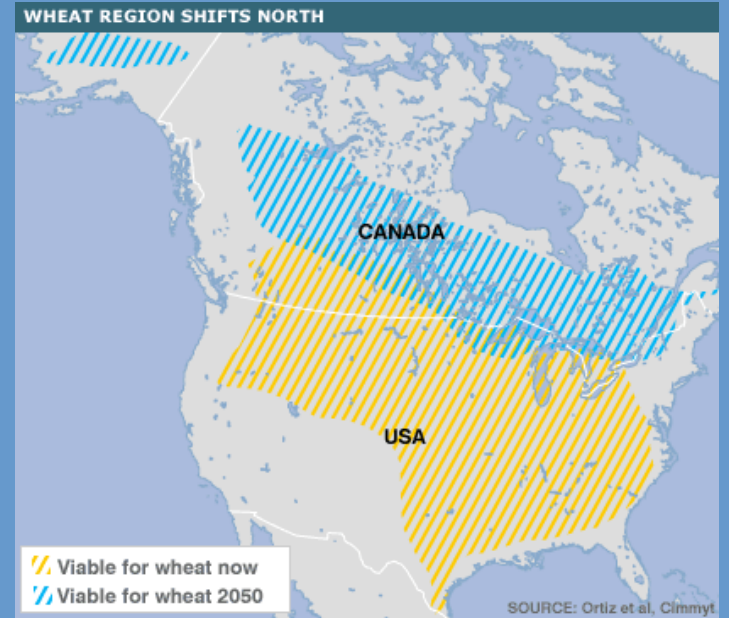 WHEAT REGION SHIFTS NORTH
CANADA
USA
Viable for wheat now
Viable for wheat 2050
SOURCE: Ortiz et al, Cimmyt